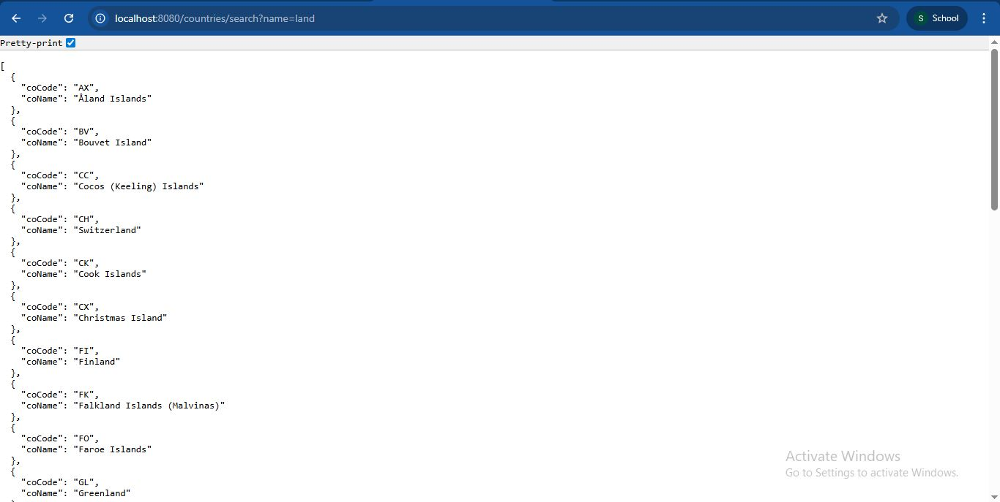 localhost:8080/countries/search?name=land
S School
Pretty-print
[
  {
    "coCode": "AX",
    "coName": "Åland Islands"
  },
  {
    "coCode": "BV",
    "coName": "Bouvet Island"
  },
  {
    "coCode": "CC",
    "coName": "Cocos (Keeling) Islands"
  },
  {
    "coCode": "CH",
    "coName": "Switzerland"
  },
  {
    "coCode": "CK",
    "coName": "Cook Islands"
  },
  {
    "coCode": "CX",
    "coName": "Christmas Island"
  },
  {
    "coCode": "FI",
    "coName": "Finland"
  },
  {
    "coCode": "FK",
    "coName": "Falkland Islands (Malvinas)"
  },
  {
    "coCode": "FO",
    "coName": "Faroe Islands"
  },
  {
    "coCode": "GL",
    "coName": "Greenland"
Activate Windows
Go to Settings to activate Windows.